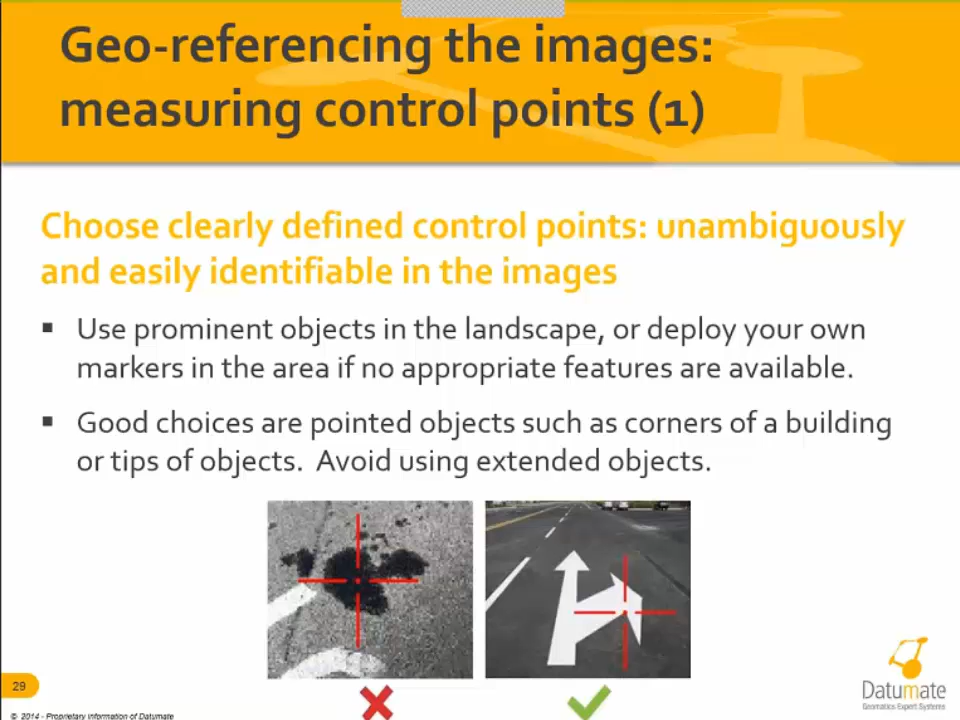 Geo-referencing the images:
measuring control points (1)
Choose clearly defined control points: unambiguously
and easily identifiable in the images
▪ Use prominent objects in the landscape, or deploy your own
markers in the area if no appropriate features are available.
▪ Good choices are pointed objects such as corners of a building
or tips of objects. Avoid using extended objects.
29
Datumate
Geomatics Expert Systems
© 2014 - Proprietary Information of Datumate